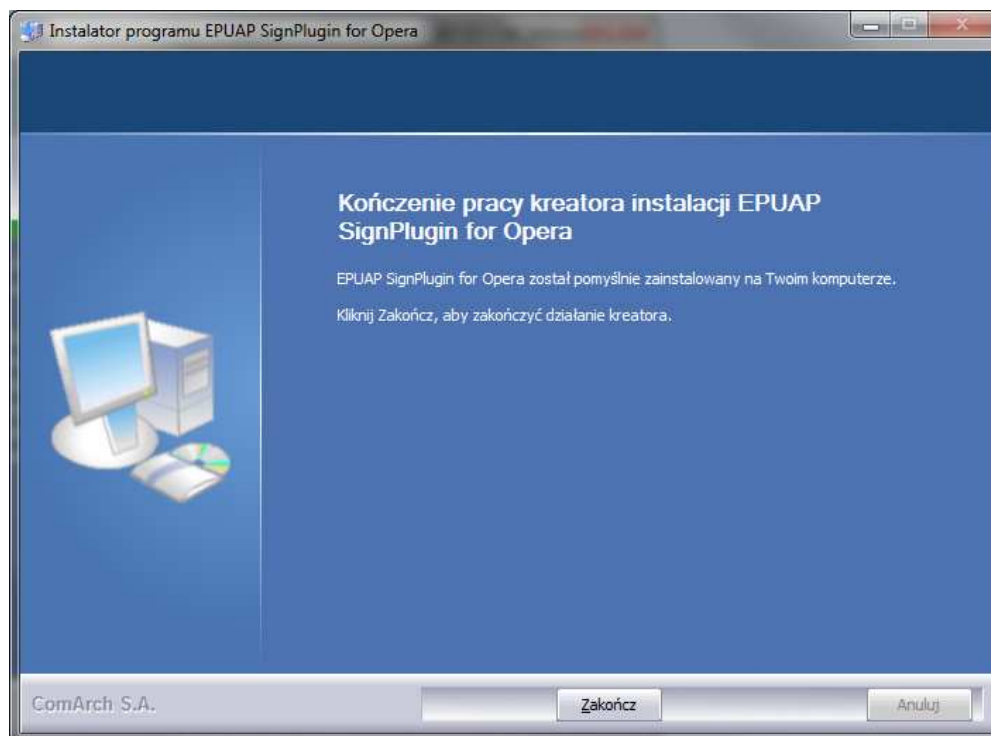 Instalator programu EPUAP SignPlugin for Opera
Kończenie pracy kreatora instalacji EPUAP
SignPlugin for Opera
EPUAP SignPlugin for Opera został pomyślnie zainstalowany na Twoim komputerze.
Kliknij Zakończ, aby zakończyć działanie kreatora.
ComArch S.A.
Zakończ
Anuluj